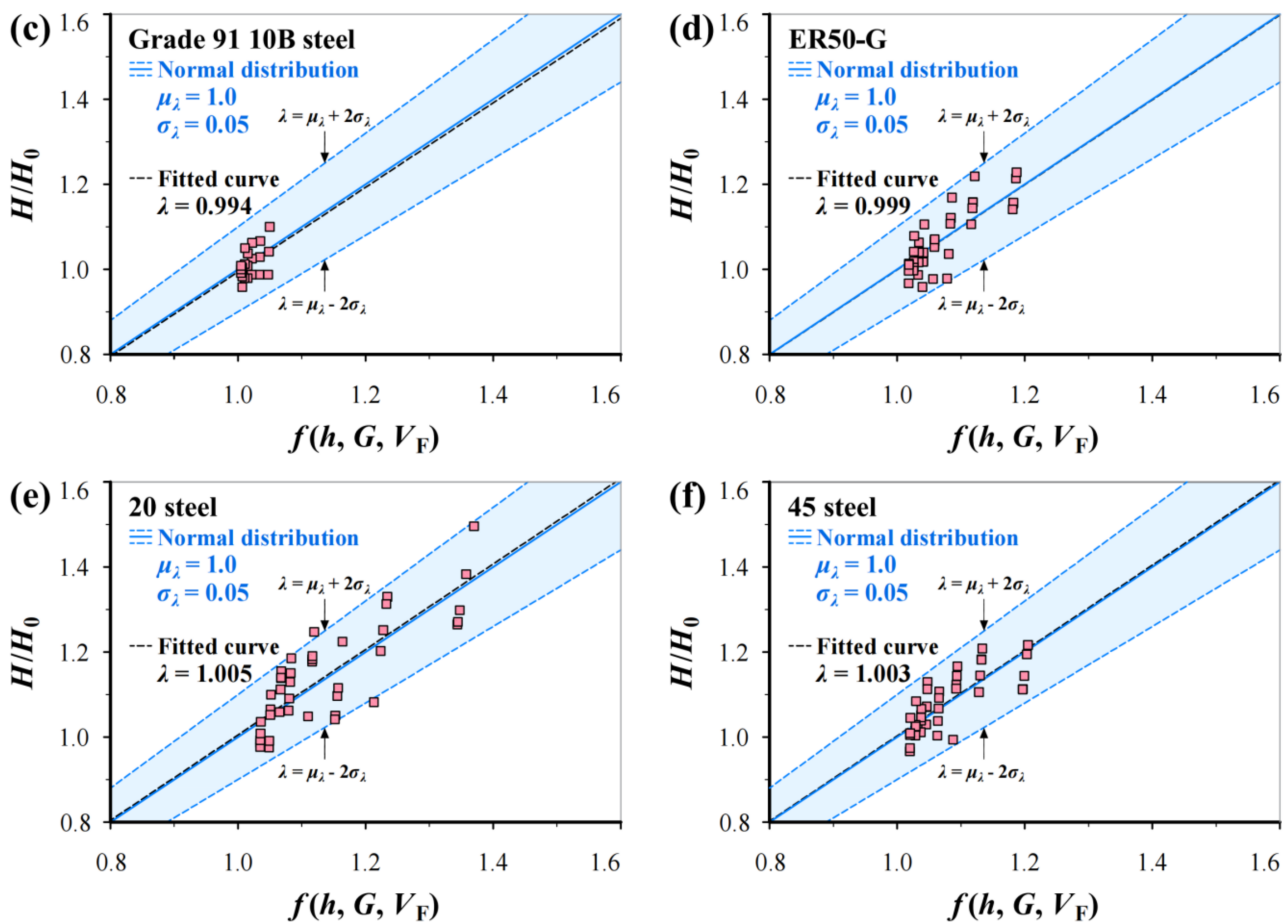 (c)
Grade 91 10B steel
Normal distribution
μλ = 1.0
σλ = 0.05
λ = μλ + 2σλ
Fitted curve
λ = 0.994
λ = μλ - 2σλ
1.6
1.4
1.2
1.0
0.8
H/H0
0.8 1.0 1.2 1.4 1.6
f(h, G, VF)
(d)
ER50-G
Normal distribution
μλ = 1.0
σλ = 0.05
λ = μλ + 2σλ
Fitted curve
λ = 0.999
λ = μλ - 2σλ
1.6
1.4
1.2
1.0
0.8
H/H0
0.8 1.0 1.2 1.4 1.6
f(h, G, VF)
(e)
20 steel
Normal distribution
μλ = 1.0
σλ = 0.05
λ = μλ + 2σλ
Fitted curve
λ = 1.005
λ = μλ - 2σλ
1.6
1.4
1.2
1.0
0.8
H/H0
0.8 1.0 1.2 1.4 1.6
f(h, G, VF)
(f)
45 steel
Normal distribution
μλ = 1.0
σλ = 0.05
λ = μλ + 2σλ
Fitted curve
λ = 1.003
λ = μλ - 2σλ
1.6
1.4
1.2
1.0
0.8
H/H0
0.8 1.0 1.2 1.4 1.6
f(h, G, VF)